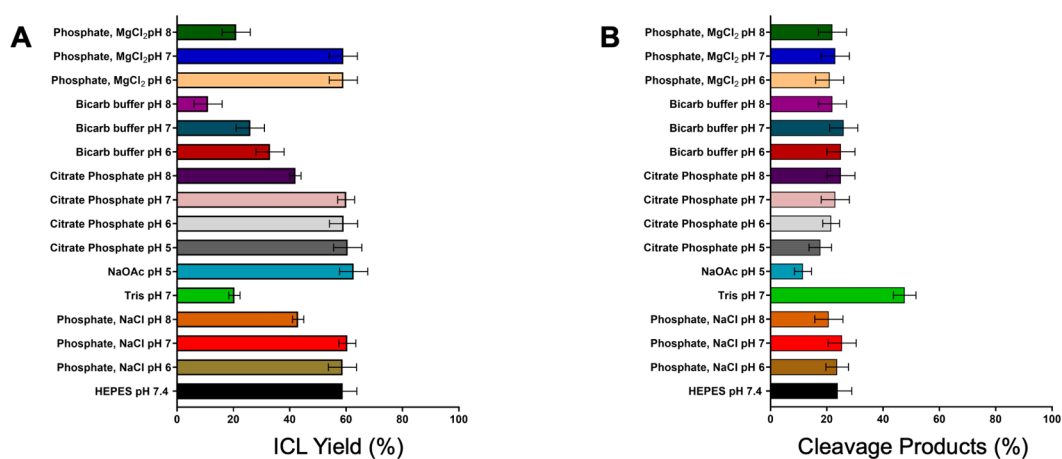 A
Phosphate, MgCl₂pH 8
Phosphate, MgCl₂pH 7
Phosphate, MgCl₂ pH 6
Bicarb buffer pH 8
Bicarb buffer pH 7
Bicarb buffer pH 6
Citrate Phosphate pH 8
Citrate Phosphate pH 7
Citrate Phosphate pH 6
Citrate Phosphate pH 5
NaOAc pH 5
Tris pH 7
Phosphate, NaCl pH 8
Phosphate, NaCl pH 7
Phosphate, NaCl pH 6
HEPES pH 7.4
0 20 40 60 80 100
ICL Yield (%)
B
Phosphate, MgCl₂ pH 8
Phosphate, MgCl₂ pH 7
Phosphate, MgCl₂ pH 6
Bicarb buffer pH 8
Bicarb buffer pH 7
Bicarb buffer pH 6
Citrate Phosphate pH 8
Citrate Phosphate pH 7
Citrate Phosphate pH 6
Citrate Phosphate pH 5
NaOAc pH 5
Tris pH 7
Phosphate, NaCl pH 8
Phosphate, NaCl pH 7
Phosphate, NaCl pH 6
HEPES pH 7.4
0 20 40 60 80 100
Cleavage Products (%)